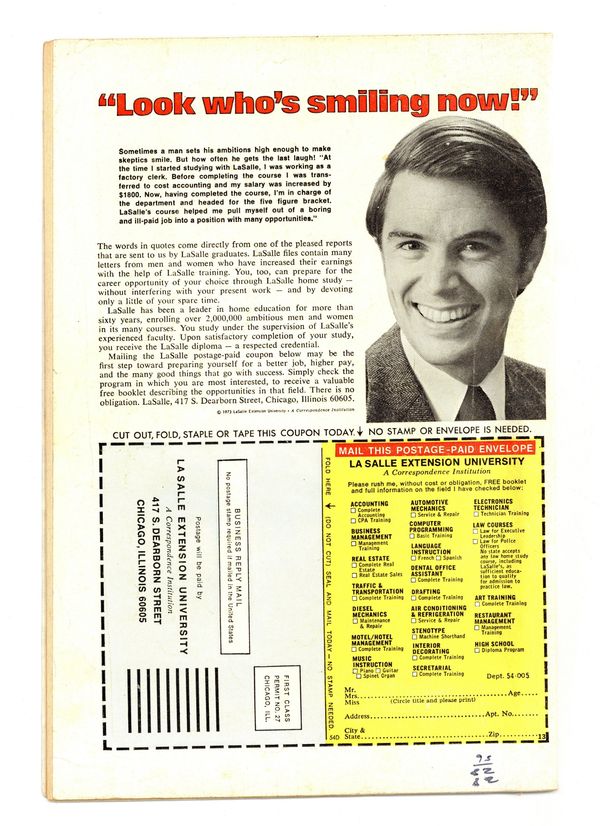 “Look who’s smiling now!”
Sometimes a man sets his ambitions high enough to make
skeptics smile. But how often he gets the last laugh! "At
the time I started studying with LaSalle, I was working as a
factory clerk. Before completing the course I was trans-
ferred to cost accounting and my salary was increased by
$1800. Now, having completed the course, I'm in charge of
the department and headed for the five figure bracket.
LaSalle's course helped me pull myself out of a boring
and ill-paid job into a position with many opportunities."
The words in quotes come directly from one of the pleased reports
that are sent to us by LaSalle graduates. LaSalle files contain many
letters from men and women who have increased their earnings
with the help of LaSalle training. You, too, can prepare for the
career opportunity of your choice through LaSalle home study —
without interfering with your present work — and by devoting
only a little of your spare time.
LaSalle has been a leader in home education for more than
sixty years, enrolling over 2,000,000 ambitious men and women
in its many courses. You study under the supervision of LaSalle's
experienced faculty. Upon satisfactory completion of your study,
you receive the LaSalle diploma — a respected credential.
Mailing the LaSalle postage-paid coupon below may be the
first step toward preparing yourself for a better job, higher pay,
and the many good things that go with success. Simply check the
program in which you are most interested, to receive a valuable
free booklet describing the opportunities in that field. There is no
obligation. LaSalle, 417 S. Dearborn Street, Chicago, Illinois 60605.
© 1973 LaSalle Extension University • A Correspondence Institution
CUT OUT, FOLD, STAPLE OR TAPE THIS COUPON TODAY. NO STAMP OR ENVELOPE IS NEEDED.
BUSINESS REPLY MAIL
No postage stamp required if mailed in the United States
Postage will be paid by
LA SALLE EXTENSION UNIVERSITY
A Correspondence Institution
417 S. DEARBORN STREET
CHICAGO, ILLINOIS 60605
FIRST CLASS
PERMIT NO. 27
CHICAGO, ILL.
FOLD HERE (DO NOT CUT) SEAL AND MAIL TODAY — NO STAMP NEEDED.
540
MAIL THIS POSTAGE-PAID ENVELOPE
LA SALLE EXTENSION UNIVERSITY
A Correspondence Institution
Please rush me, without cost or obligation, FREE booklet
and full information on the field I have checked below:
ACCOUNTING
Complete
Accounting
CPA Training
BUSINESS
MANAGEMENT
Management
Training
REAL ESTATE
Complete Real
Estate
Real Estate Sales
TRAFFIC &
TRANSPORTATION
Complete Training
DIESEL
MECHANICS
Maintenance
& Repair
MOTEL/HOTEL
MANAGEMENT
Complete Training
MUSIC
INSTRUCTION
Piano Guitar
Spinet Organ
AUTOMOTIVE
MECHANICS
Service & Repair
COMPUTER
PROGRAMMING
Basic Training
LANGUAGE
INSTRUCTION
French Spanish
DENTAL OFFICE
ASSISTANT
Complete Training
DRAFTING
Complete Training
AIR CONDITIONING
& REFRIGERATION
Service & Repair
STENOTYPE
Machine Shorthand
INTERIOR
DECORATING
Complete Training
SECRETARIAL
Complete Training
ELECTRONICS
TECHNICIAN
Technician Training
LAW COURSES
Law for Executive
Leadership
Law for Police
Officers
No state accepts
any law home study
course, including
LaSalle's, as
sufficient educa-
tion to qualify
for admission to
practice law.
ART TRAINING
Complete Training
RESTAURANT
MANAGEMENT
Management
Training
HIGH SCHOOL
Diploma Program
Dept. 54-005
Mr.
Mrs. Age
Miss (Circle title and please print)
Address Apt. No.
City &
State Zip 13
95